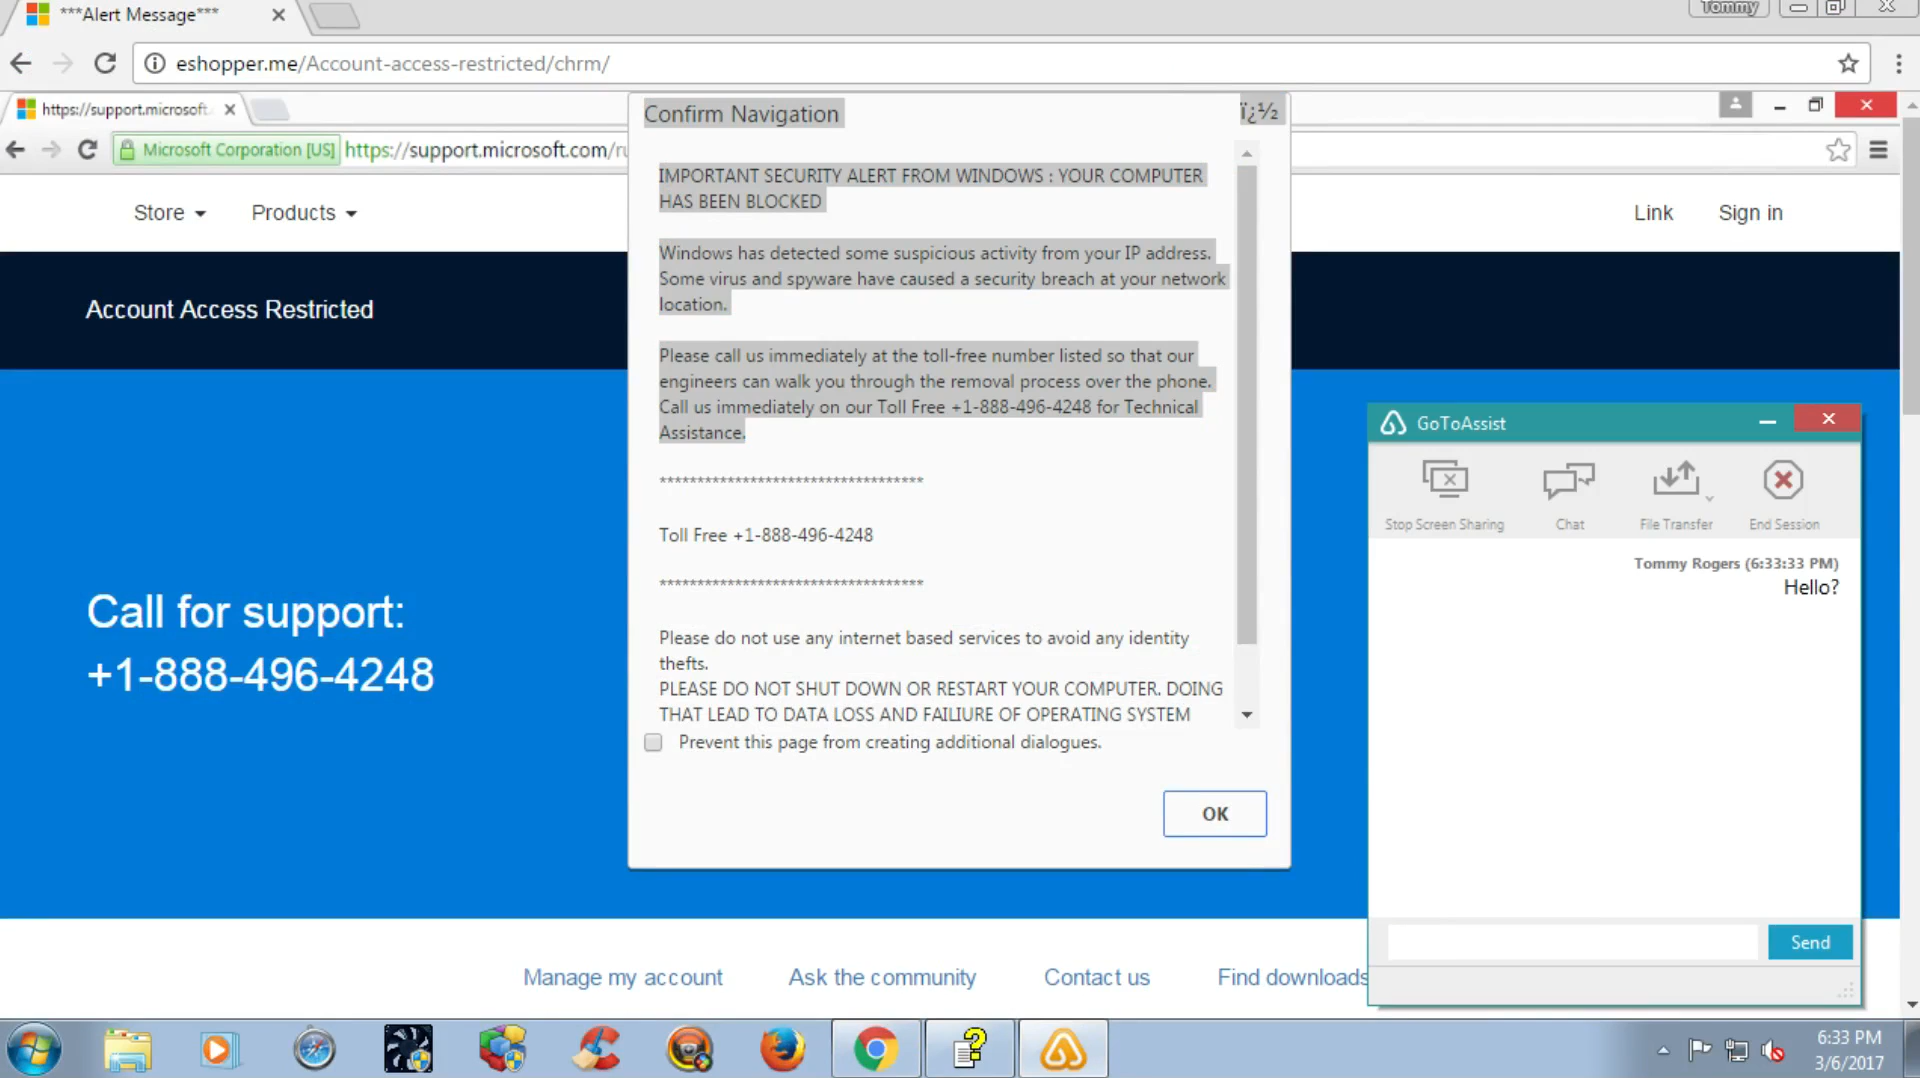 ***Alert Message***
Tommy
eshopper.me/Account-access-restricted/chrm/
https://support.microsoft.
Microsoft Corporation [US] https://support.microsoft.com/ru
Store
Products
Link
Sign in
Account Access Restricted
Call for support:
+1-888-496-4248
Confirm Navigation
ï¿½
IMPORTANT SECURITY ALERT FROM WINDOWS : YOUR COMPUTER
HAS BEEN BLOCKED
Windows has detected some suspicious activity from your IP address.
Some virus and spyware have caused a security breach at your network
location.
Please call us immediately at the toll-free number listed so that our
engineers can walk you through the removal process over the phone.
Call us immediately on our Toll Free +1-888-496-4248 for Technical
Assistance.
***********************************
Toll Free +1-888-496-4248
***********************************
Please do not use any internet based services to avoid any identity
thefts.
PLEASE DO NOT SHUT DOWN OR RESTART YOUR COMPUTER. DOING
THAT LEAD TO DATA LOSS AND FAILIURE OF OPERATING SYSTEM
Prevent this page from creating additional dialogues.
OK
GoToAssist
Stop Screen Sharing
Chat
File Transfer
End Session
Tommy Rogers (6:33:33 PM)
Hello?
Send
Manage my account
Ask the community
Contact us
Find downloads
6:33 PM
3/6/2017